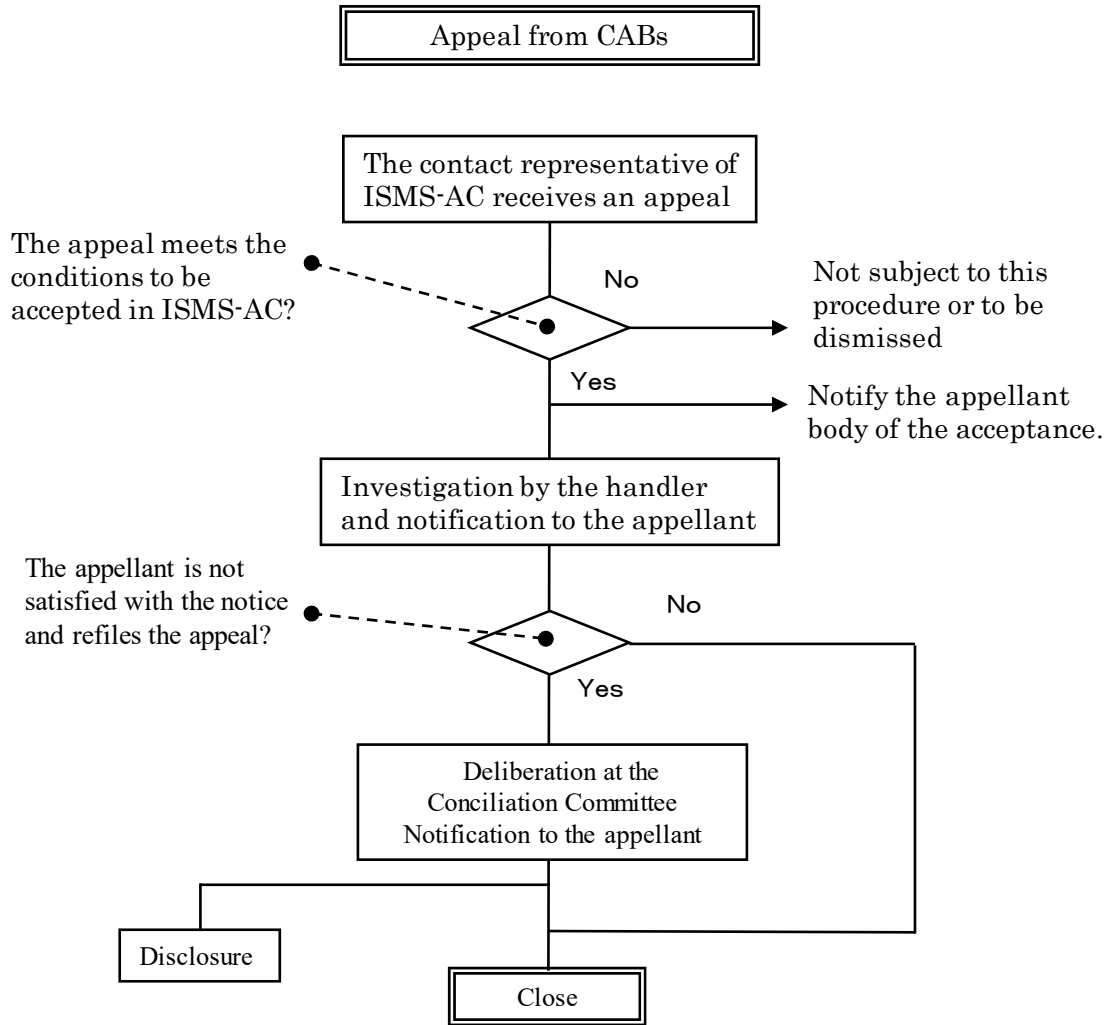 Appeal from CABs
The contact representative of
ISMS-AC receives an appeal
The appeal meets the
conditions to be
accepted in ISMS-AC?
No
Not subject to this
procedure or to be
dismissed
Yes
Notify the appellant
body of the acceptance.
Investigation by the handler
and notification to the appellant
The appellant is not
satisfied with the notice
and refiles the appeal?
No
Yes
Deliberation at the
Conciliation Committee
Notification to the appellant
Disclosure
Close